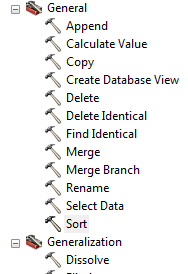 General
Append
Calculate Value
Copy
Create Database View
Delete
Delete Identical
Find Identical
Merge
Merge Branch
Rename
Select Data
Sort
Generalization
Dissolve